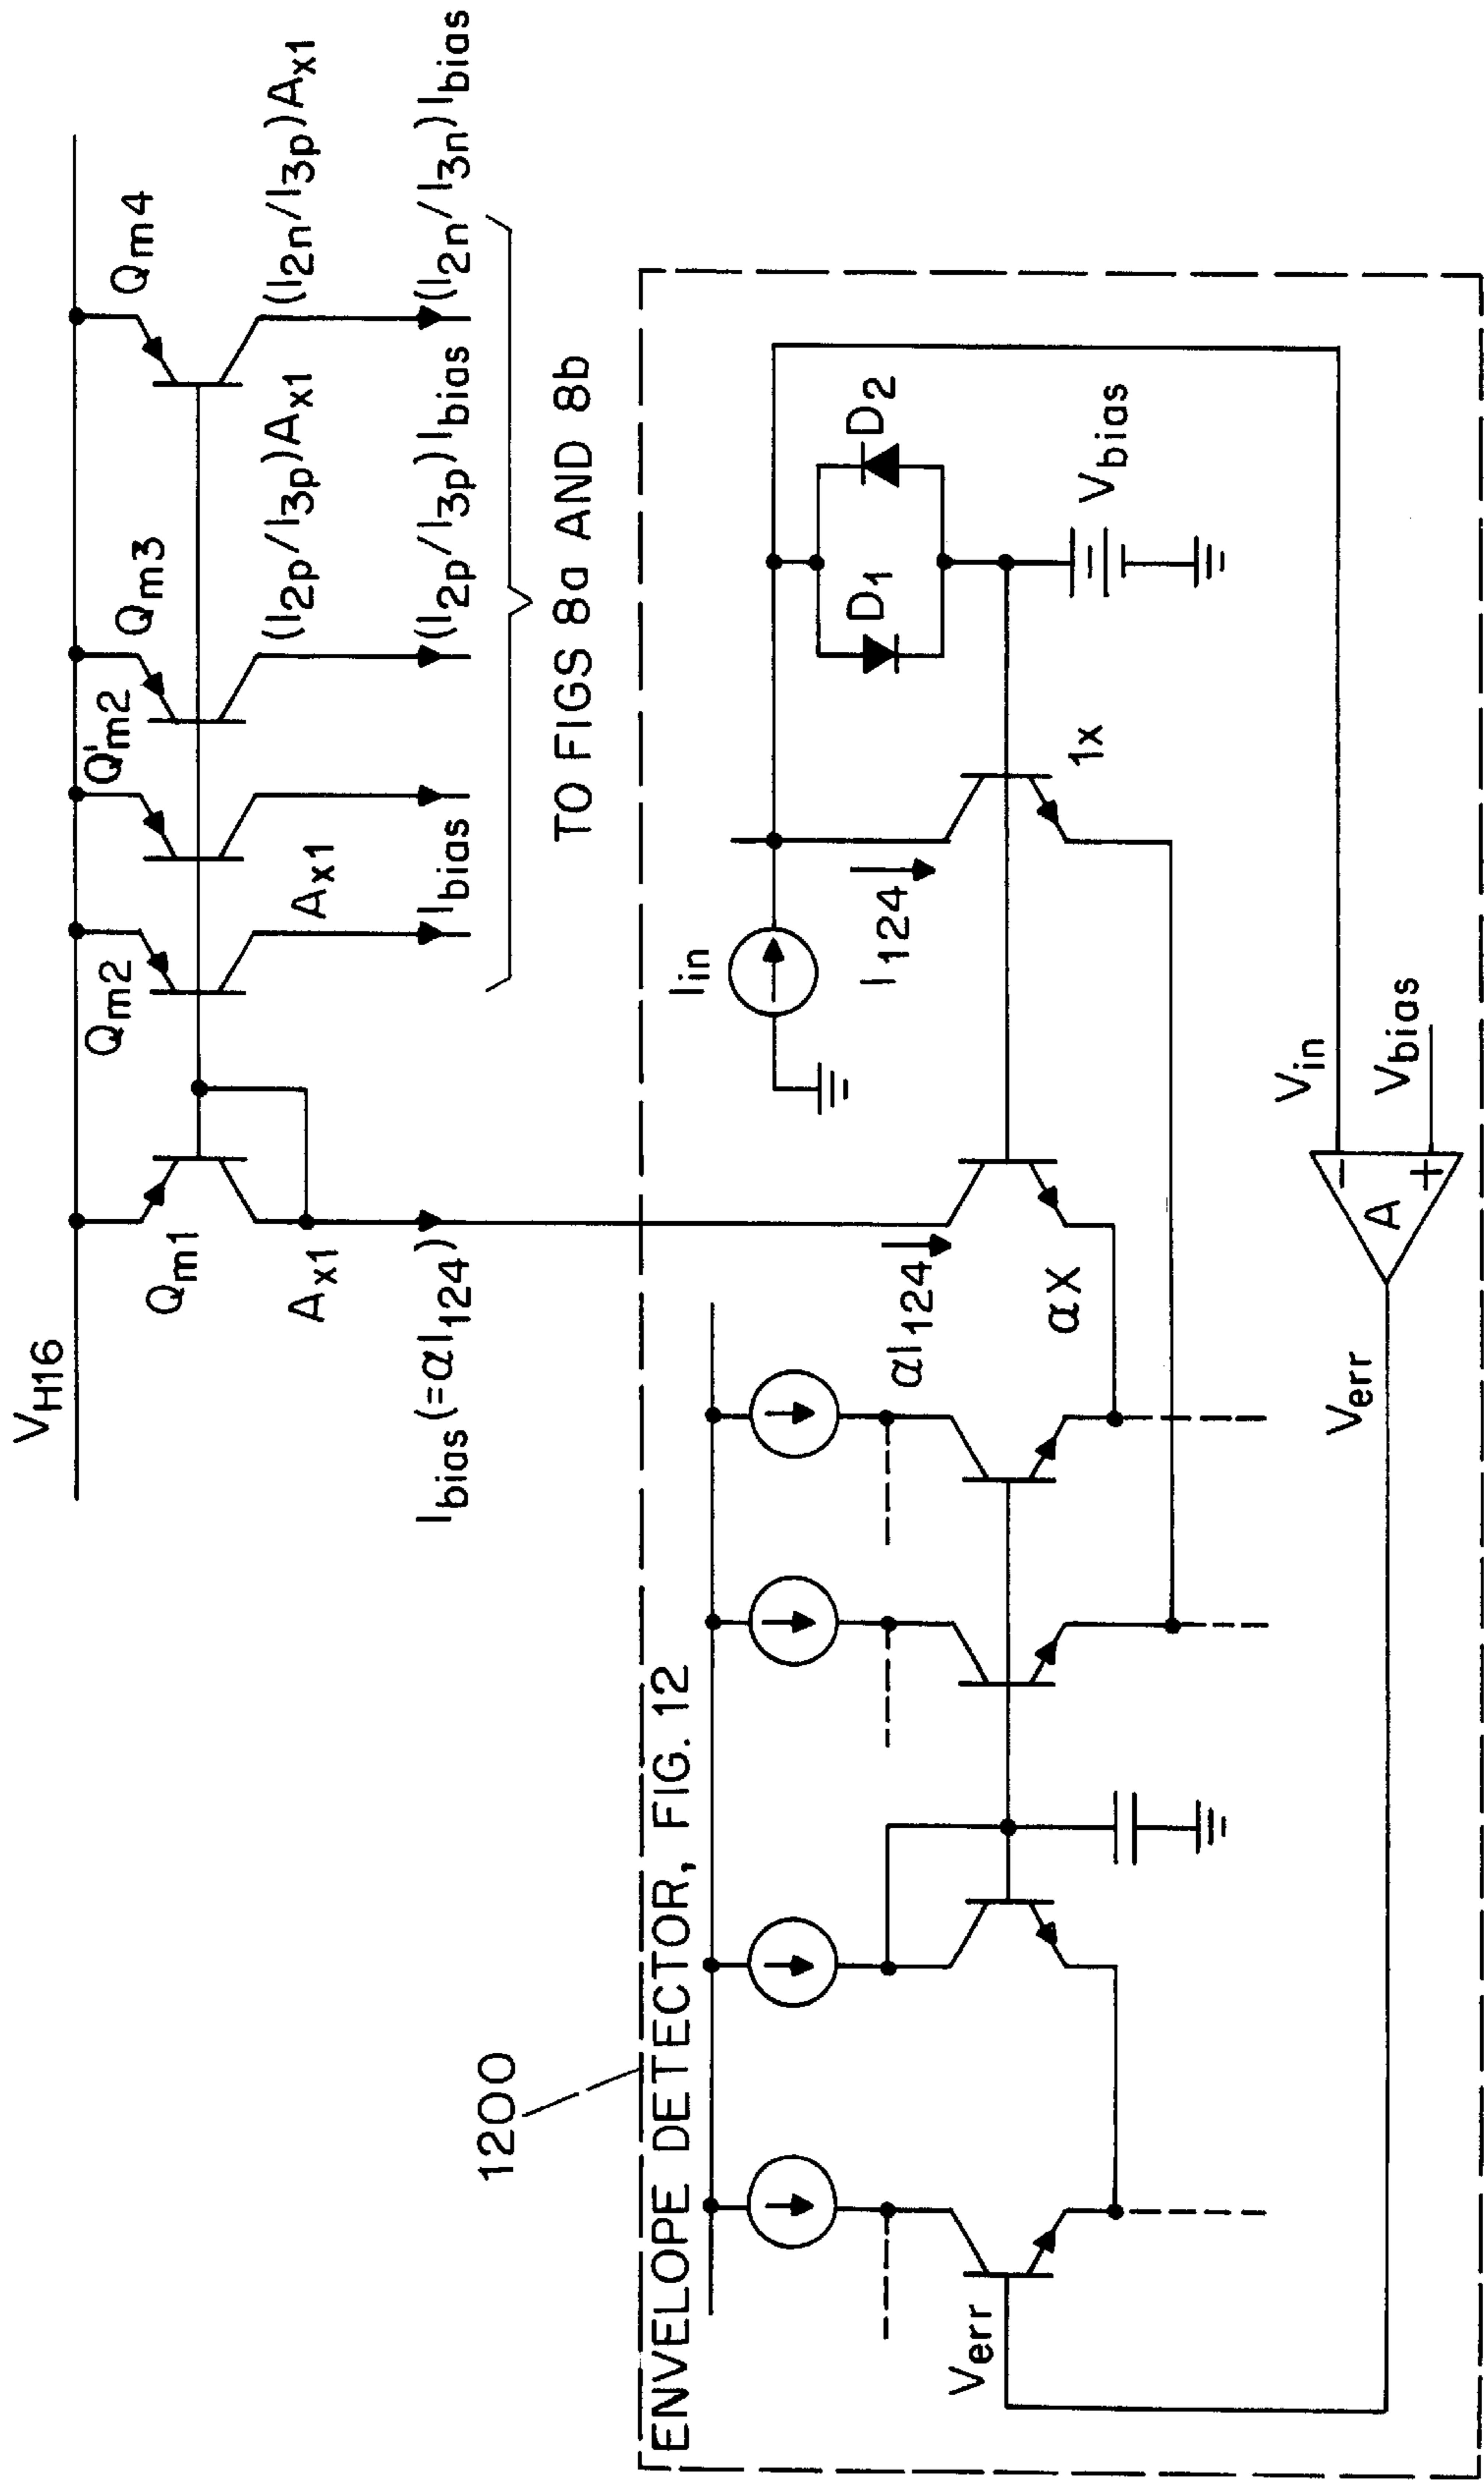 V_H16
Q_m1
Q_m2
Q'_m2
Q_m3
Q_m4
A_x1
A_x1
(I_2p/I_3p)A_x1
(I_2n/I_3p)A_x1
I_bias(=αI_124)
I_bias
(I_2p/I_3p)I_bias
(I_2n/I_3n)I_bias
TO FIGS 8a AND 8b
1200
ENVELOPE DETECTOR, FIG. 12
I_in
αI_124
I_124
D_1
D_2
αX
1x
V_bias
V_err
V_err
V_in
V_bias
A
−
+